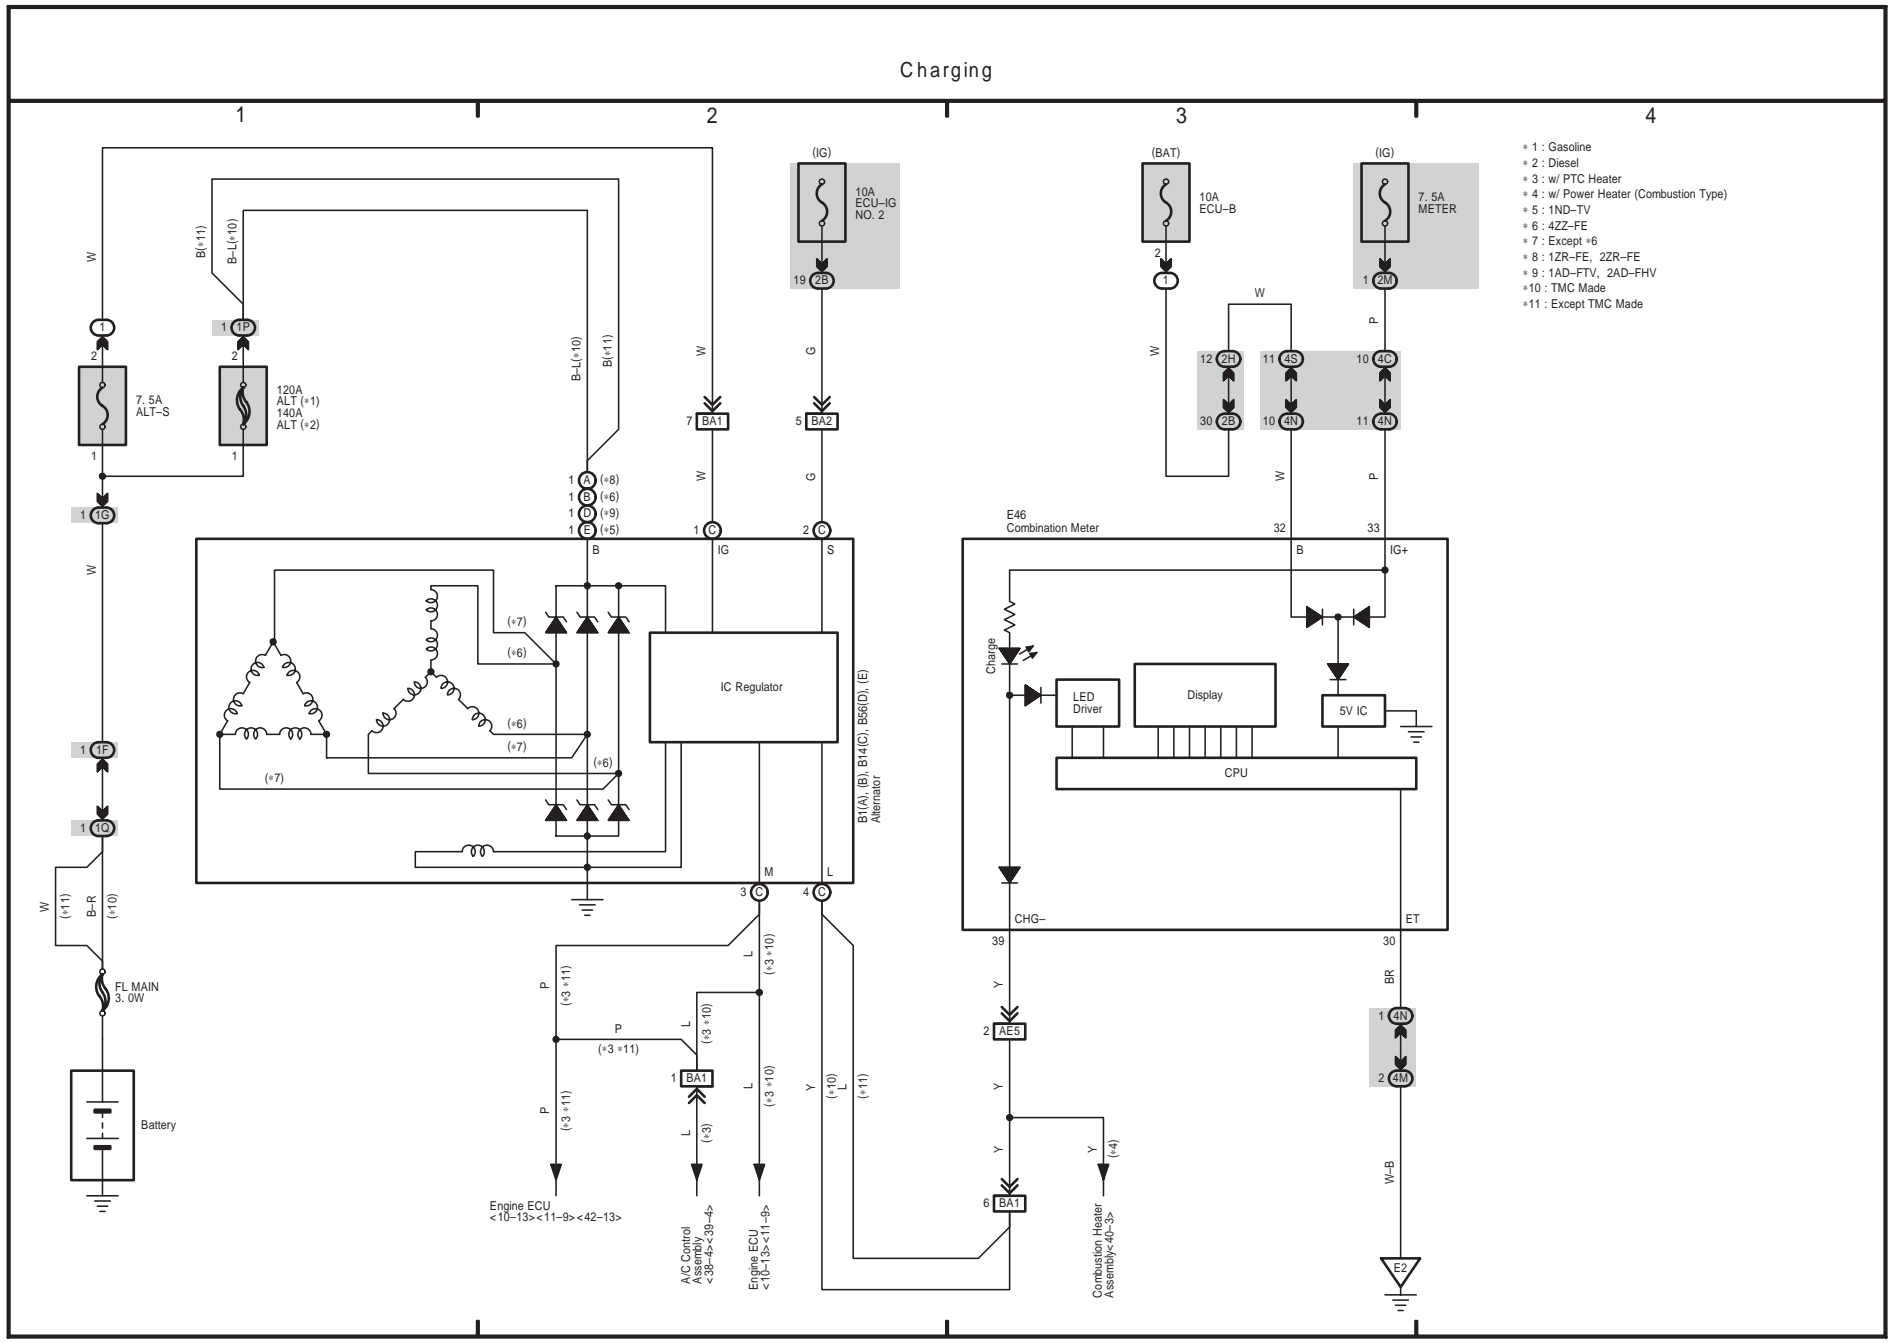 Charging
1
2
3
4
(IG)
10A
ECU–IG
NO. 2
19 2B
(BAT)
10A
ECU–B
2
1
(IG)
7. 5A
METER
1 2M
∗ 1 : Gasoline
∗ 2 : Diesel
∗ 3 : w/ PTC Heater
∗ 4 : w/ Power Heater (Combustion Type)
∗ 5 : 1ND–TV
∗ 6 : 4ZZ–FE
∗ 7 : Except ∗6
∗ 8 : 1ZR–FE, 2ZR–FE
∗ 9 : 1AD–FTV, 2AD–FHV
∗10 : TMC Made
∗11 : Except TMC Made
W
B(∗11)
B–L(∗10)
1
2
7. 5A
ALT–S
1
1 1P
2
120A
ALT (∗1)
140A
ALT (∗2)
1
B–L(∗10)
B(∗11)
W
G
7 BA1
5 BA2
W
G
W
W
P
12 2H
11 4S
10 4C
30 2B
10 4N
11 4N
W
P
1 1G
W
1 A (∗8)
1 B (∗6)
1 D (∗9)
1 E (∗5)
1 C
2 C
B
IG
S
(∗7)
(∗6)
(∗6)
(∗7)
(∗6)
(∗7)
IC Regulator
B1(A), (B), B14(C), B56(D), (E)
Alternator
M
L
3 C
4 C
E46
Combination Meter
32
33
B
IG+
Charge
LED
Driver
Display
5V IC
CPU
CHG–
ET
39
30
1 1F
1 1Q
W
(∗11)
B–R
(∗10)
FL MAIN
3. 0W
Battery
P
(∗3 ∗11)
L
(∗3 ∗10)
P
(∗3 ∗11)
L
(∗3 ∗10)
1 BA1
P
(∗3 ∗11)
L
(∗3)
L
(∗3 ∗10)
Y
(∗10)
L
(∗11)
Engine ECU
<10–13><11–9><42–13>
A/C Control
Assembly
<38–4><39–4>
Engine ECU
<10–13><11–9>
Y
2 AE5
Y
Y
Y
(∗4)
6 BA1
Combustion Heater
Assembly<40–3>
BR
1 4N
2 4M
W–B
E2